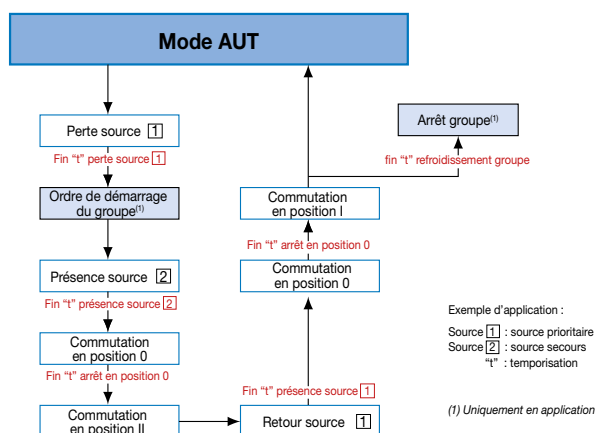 Mode AUT
Perte source 1
Fin “t” perte source 1
Ordre de démarrage
du groupe(1)
Présence source 2
Fin “t” présence source 2
Commutation
en position 0
Fin “t” arrêt en position 0
Commutation
en position II
Retour source 1
Fin “t” présence source 1
Commutation
en position 0
Fin “t” arrêt en position 0
Commutation
en position I
Arrêt groupe(1)
fin “t” refroidissement groupe
Exemple d’application :
Source 1 : source prioritaire
Source 2 : source secours
“t” : temporisation
(1) Uniquement en application